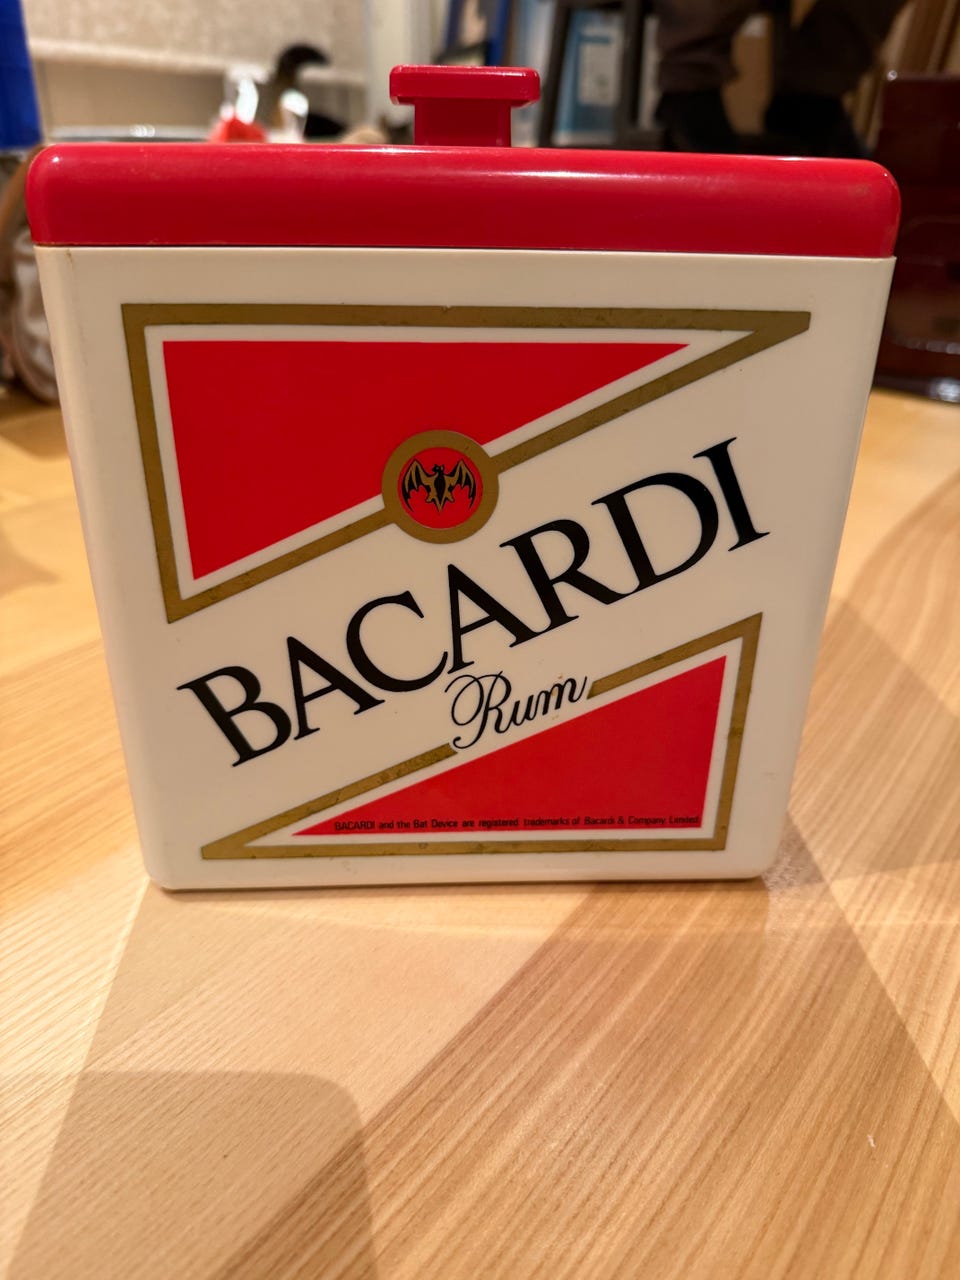 BACARDI
Rum
BACARDI and the Bat Device are registered trademarks of Bacardi & Company Limited